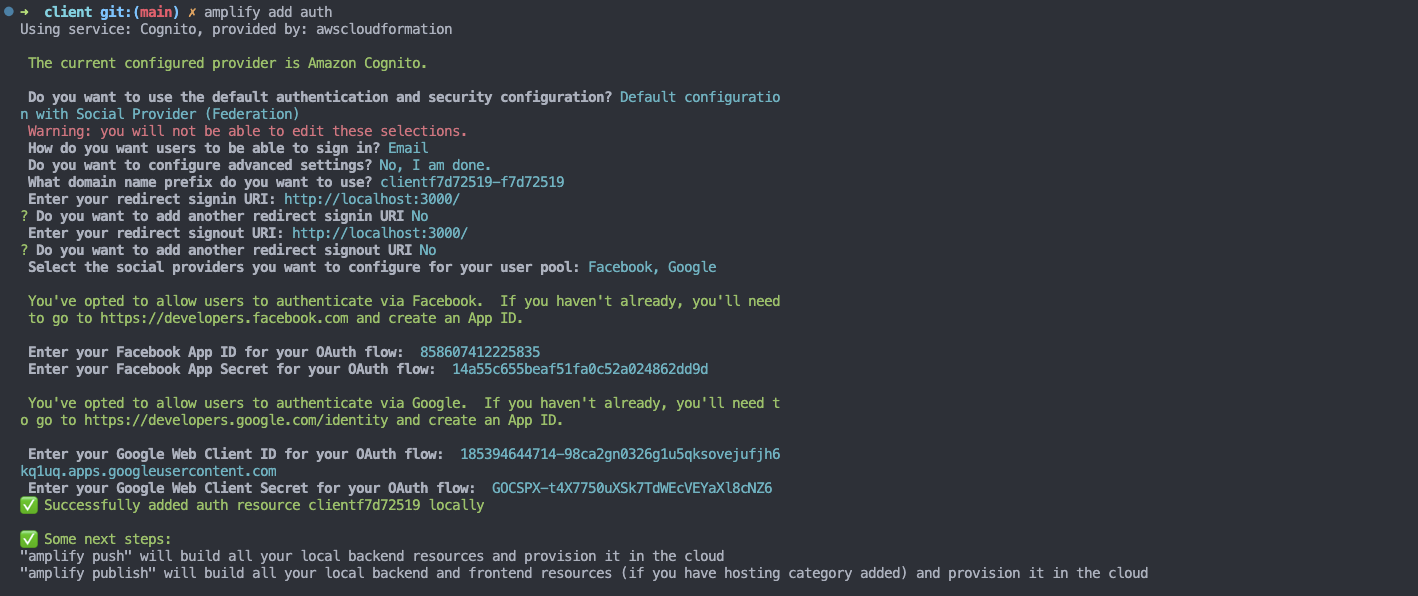 ➜ client git:(main) ✗ amplify add auth
Using service: Cognito, provided by: awscloudformation
The current configured provider is Amazon Cognito.
Do you want to use the default authentication and security configuration? Default configuratio
n with Social Provider (Federation)
Warning: you will not be able to edit these selections.
How do you want users to be able to sign in? Email
Do you want to configure advanced settings? No, I am done.
What domain name prefix do you want to use? clientf7d72519-f7d72519
Enter your redirect signin URI: http://localhost:3000/
? Do you want to add another redirect signin URI No
Enter your redirect signout URI: http://localhost:3000/
? Do you want to add another redirect signout URI No
Select the social providers you want to configure for your user pool: Facebook, Google
You've opted to allow users to authenticate via Facebook.  If you haven't already, you'll need
to go to https://developers.facebook.com and create an App ID.
Enter your Facebook App ID for your OAuth flow:  858607412225835
Enter your Facebook App Secret for your OAuth flow:  14a55c655beaf51fa0c52a024862dd9d
You've opted to allow users to authenticate via Google.  If you haven't already, you'll need t
o go to https://developers.google.com/identity and create an App ID.
Enter your Google Web Client ID for your OAuth flow:  185394644714-98ca2gn0326g1u5qksovejufjh6
kq1uq.apps.googleusercontent.com
Enter your Google Web Client Secret for your OAuth flow:  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
✅ Successfully added auth resource clientf7d72519 locally
✅ Some next steps:
"amplify push" will build all your local backend resources and provision it in the cloud
"amplify publish" will build all your local backend and frontend resources (if you have hosting category added) and provision it in the cloud